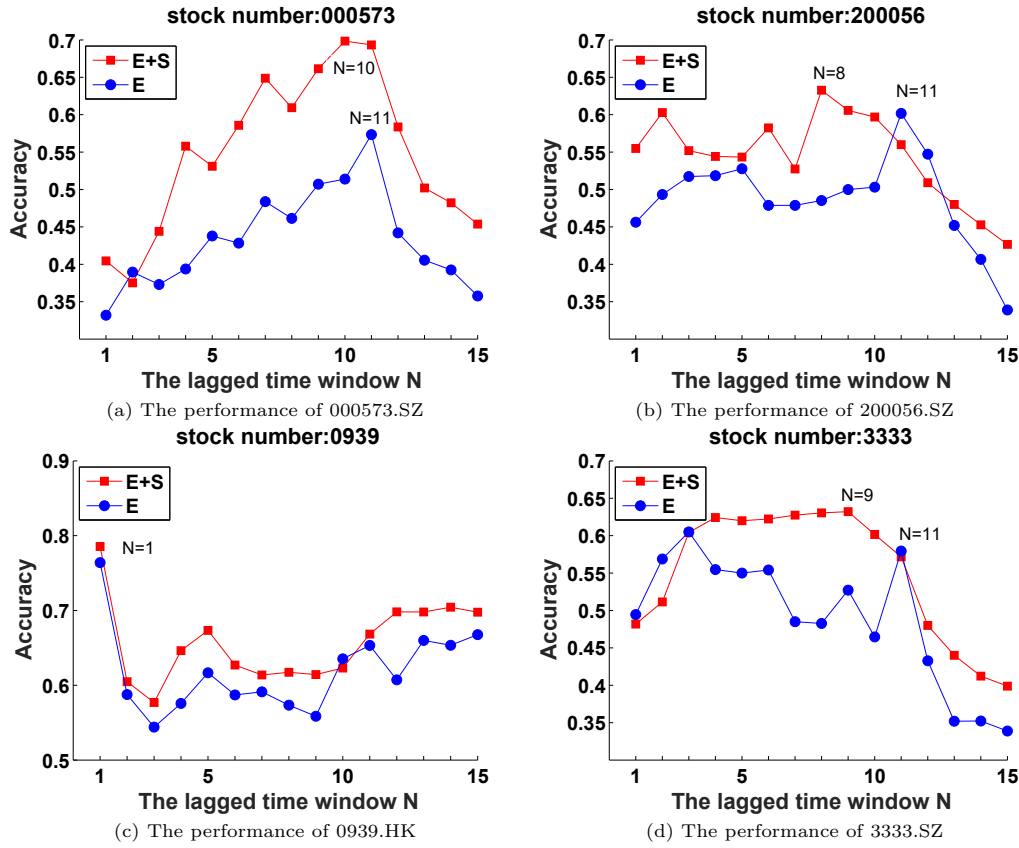 stock number:000573
0.7
0.65
0.6
0.55
0.5
0.45
0.4
0.35
Accuracy
E+S
E
N=10
N=11
1 5 10 15
The lagged time window N
(a) The performance of 000573.SZ
stock number:200056
0.7
0.65
0.6
0.55
0.5
0.45
0.4
0.35
Accuracy
E+S
E
N=8
N=11
1 5 10 15
The lagged time window N
(b) The performance of 200056.SZ
stock number:0939
0.9
0.8
0.7
0.6
0.5
Accuracy
E+S
E
N=1
1 5 10 15
The lagged time window N
(c) The performance of 0939.HK
stock number:3333
0.7
0.65
0.6
0.55
0.5
0.45
0.4
0.35
Accuracy
E+S
E
N=9
N=11
1 5 10 15
The lagged time window N
(d) The performance of 3333.SZ